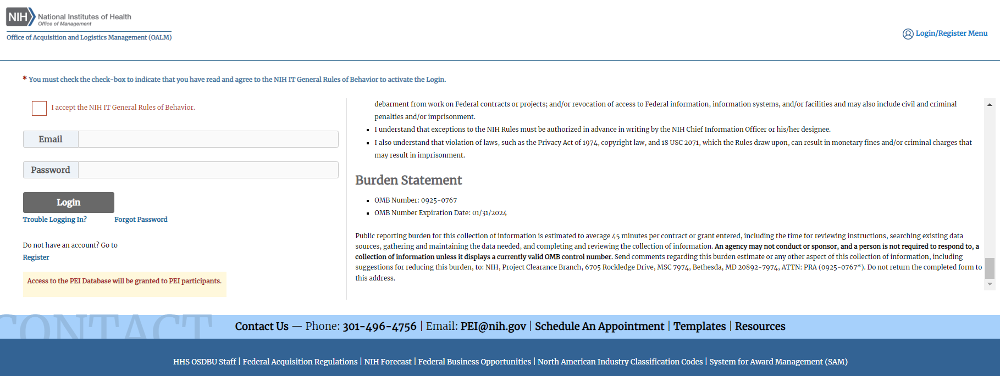 NIH National Institutes of Health
Office of Management
Office of Acquisition and Logistics Management (OALM)
Login/Register Menu
* You must check the check-box to indicate that you have read and agree to the NIH IT General Rules of Behavior to activate the Login.
I accept the NIH IT General Rules of Behavior.
Email
Password
Login
Trouble Logging In? Forgot Password
Do not have an account? Go to
Register
Access to the PEI Database will be granted to PEI participants.
debarment from work on Federal contracts or projects; and/or revocation of access to Federal information, information systems, and/or facilities and may also include civil and criminal
penalties and/or imprisonment.
I understand that exceptions to the NIH Rules must be authorized in advance in writing by the NIH Chief Information Officer or his/her designee.
I also understand that violation of laws, such as the Privacy Act of 1974, copyright law, and 18 USC 2071, which the Rules draw upon, can result in monetary fines and/or criminal charges that
may result in imprisonment.
Burden Statement
OMB Number: 0925-0767
OMB Number Expiration Date: 01/31/2024
Public reporting burden for this collection of information is estimated to average 45 minutes per contract or grant entered, including the time for reviewing instructions, searching existing data
sources, gathering and maintaining the data needed, and completing and reviewing the collection of information. An agency may not conduct or sponsor, and a person is not required to respond to, a
collection of information unless it displays a currently valid OMB control number. Send comments regarding this burden estimate or any other aspect of this collection of information, including
suggestions for reducing this burden, to: NIH, Project Clearance Branch, 6705 Rockledge Drive, MSC 7974, Bethesda, MD 20892-7974, ATTN: PRA (0925-0767*). Do not return the completed form to
this address.
CONTACT
Contact Us — Phone: 301-496-4756 | Email: PEI@nih.gov | Schedule An Appointment | Templates | Resources
HHS OSDBU Staff | Federal Acquisition Regulations | NIH Forecast | Federal Business Opportunities | North American Industry Classification Codes | System for Award Management (SAM)